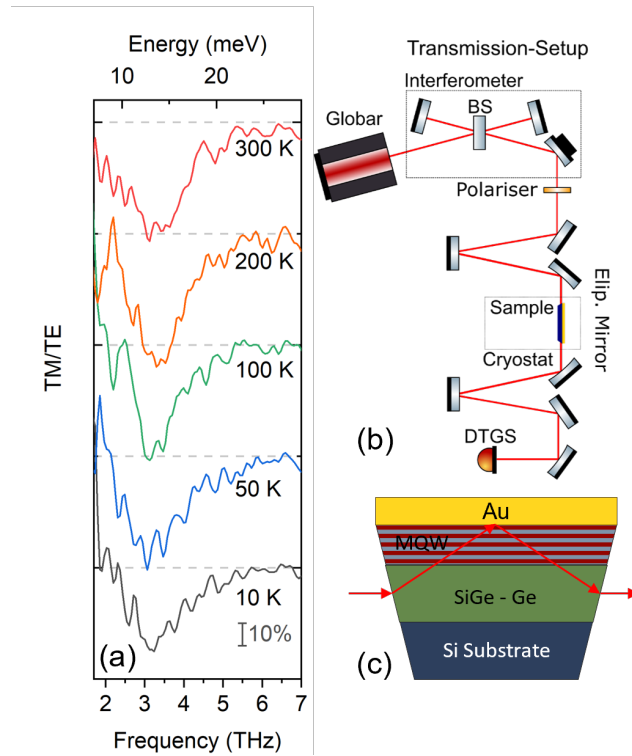 Energy (meV)
10 20
300 K
200 K
100 K
50 K
10 K
10%
(a)
TM/TE
2 3 4 5 6 7
Frequency (THz)
Transmission-Setup
Interferometer
BS
Globar
Polariser
Elip. Mirror
Sample
Cryostat
(b)
DTGS
Au
MQW
SiGe - Ge
Si Substrate
(c)